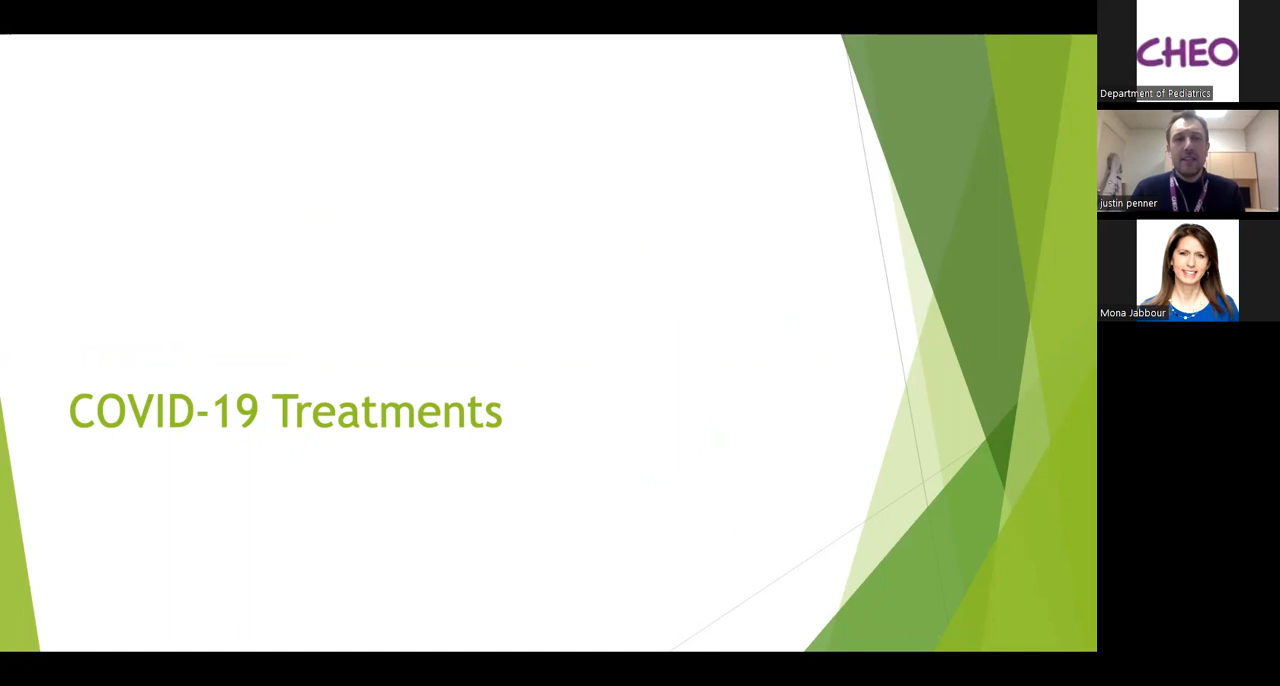 COVID-19 Treatments
CHEO
Department of Pediatrics
justin penner
Mona Jabbour